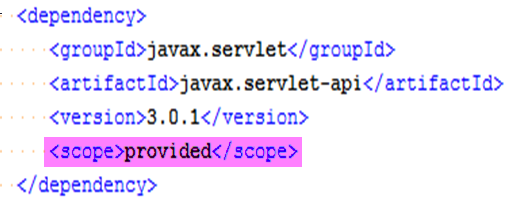 <dependency>
<groupId>javax.servlet</groupId>
<artifactId>javax.servlet-api</artifactId>
<version>3.0.1</version>
<scope>provided</scope>
</dependency>